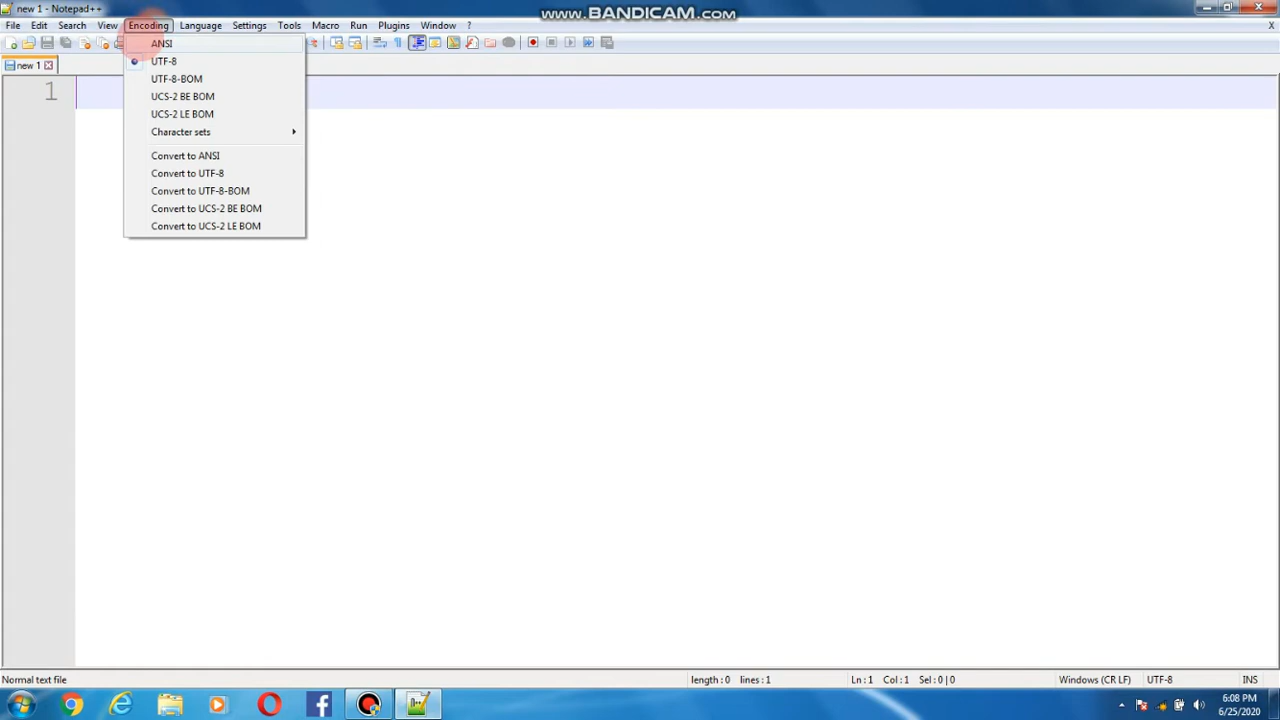 new 1 - Notepad++
www.BANDICAM.com
File Edit Search View Encoding Language Settings Tools Macro Run Plugins Window ?
X
new 1
ANSI
UTF-8
UTF-8-BOM
UCS-2 BE BOM
UCS-2 LE BOM
Character sets
Convert to ANSI
Convert to UTF-8
Convert to UTF-8-BOM
Convert to UCS-2 BE BOM
Convert to UCS-2 LE BOM
1
Normal text file length : 0 lines : 1 Ln : 1 Col : 1 Sel : 0 | 0 Windows (CR LF) UTF-8 INS
6:08 PM
6/25/2020